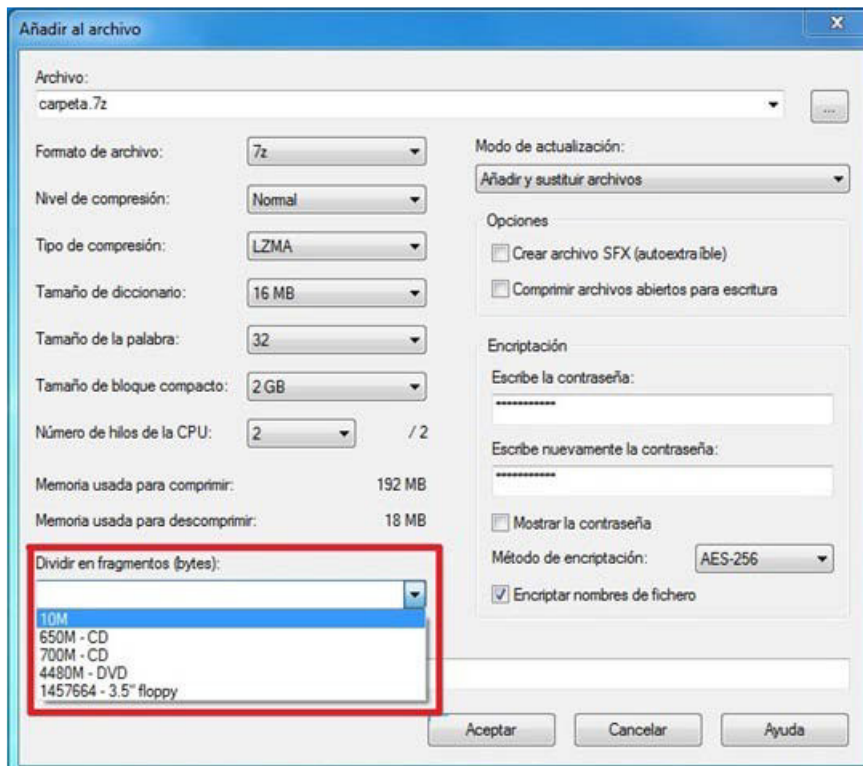 Añadir al archivo
x
Archivo:
carpeta.7z
...
Formato de archivo:
7z
Nivel de compresión:
Normal
Tipo de compresión:
LZMA
Tamaño de diccionario:
16 MB
Tamaño de la palabra:
32
Tamaño de bloque compacto:
2 GB
Número de hilos de la CPU:
2
/ 2
Memoria usada para comprimir:
192 MB
Memoria usada para descomprimir:
18 MB
Dividir en fragmentos (bytes):
10M
650M - CD
700M - CD
4480M - DVD
1457664 - 3.5" floppy
Modo de actualización:
Añadir y sustituir archivos
Opciones
Crear archivo SFX (autoextraíble)
Comprimir archivos abiertos para escritura
Encriptación
Escribe la contraseña:
***********
Escribe nuevamente la contraseña:
***********
Mostrar la contraseña
Método de encriptación:
AES-256
Encriptar nombres de fichero
Aceptar
Cancelar
Ayuda